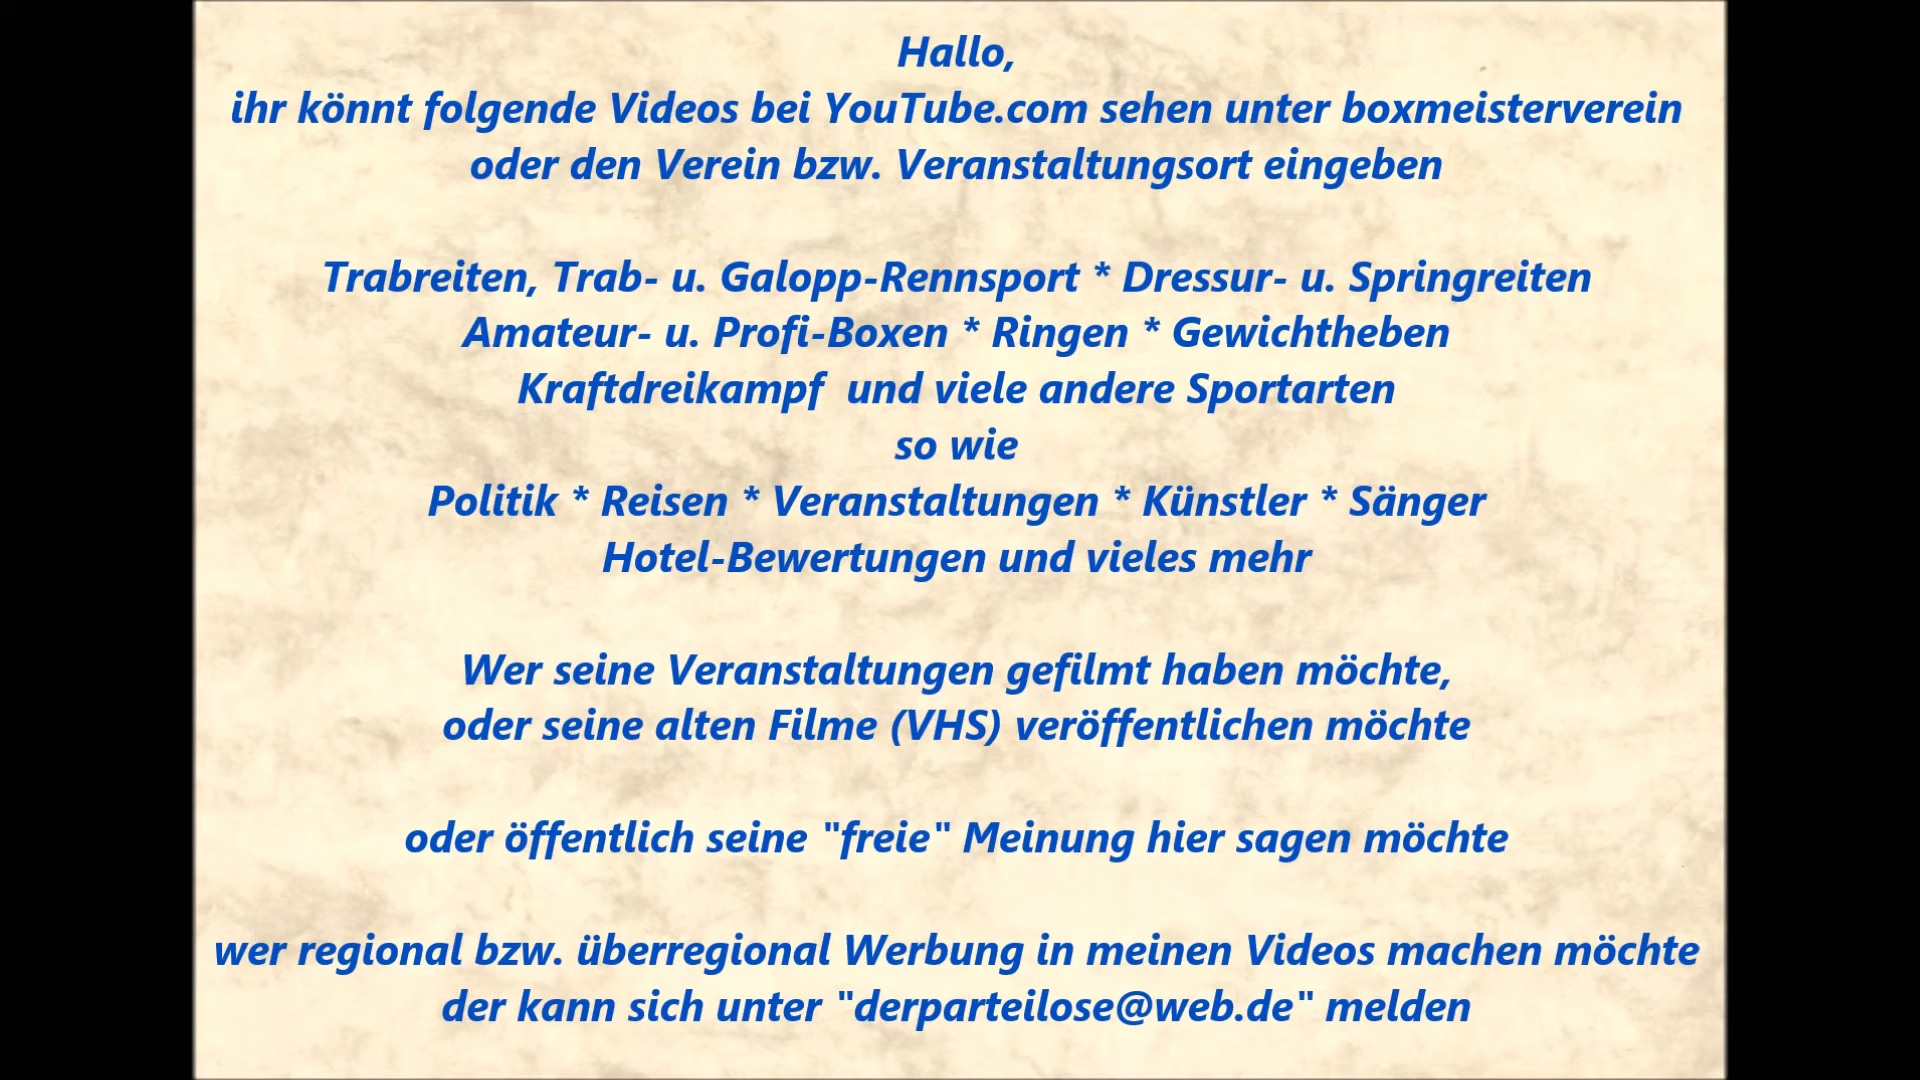 Hallo,
ihr könnt folgende Videos bei YouTube.com sehen unter boxmeisterverein
oder den Verein bzw. Veranstaltungsort eingeben
Trabreiten, Trab- u. Galopp-Rennsport * Dressur- u. Springreiten
Amateur- u. Profi-Boxen * Ringen * Gewichtheben
Kraftdreikampf  und viele andere Sportarten
so wie
Politik * Reisen * Veranstaltungen * Künstler * Sänger
Hotel-Bewertungen und vieles mehr
Wer seine Veranstaltungen gefilmt haben möchte,
oder seine alten Filme (VHS) veröffentlichen möchte
oder öffentlich seine "freie" Meinung hier sagen möchte
wer regional bzw. überregional Werbung in meinen Videos machen möchte
der kann sich unter "derparteilose@web.de" melden